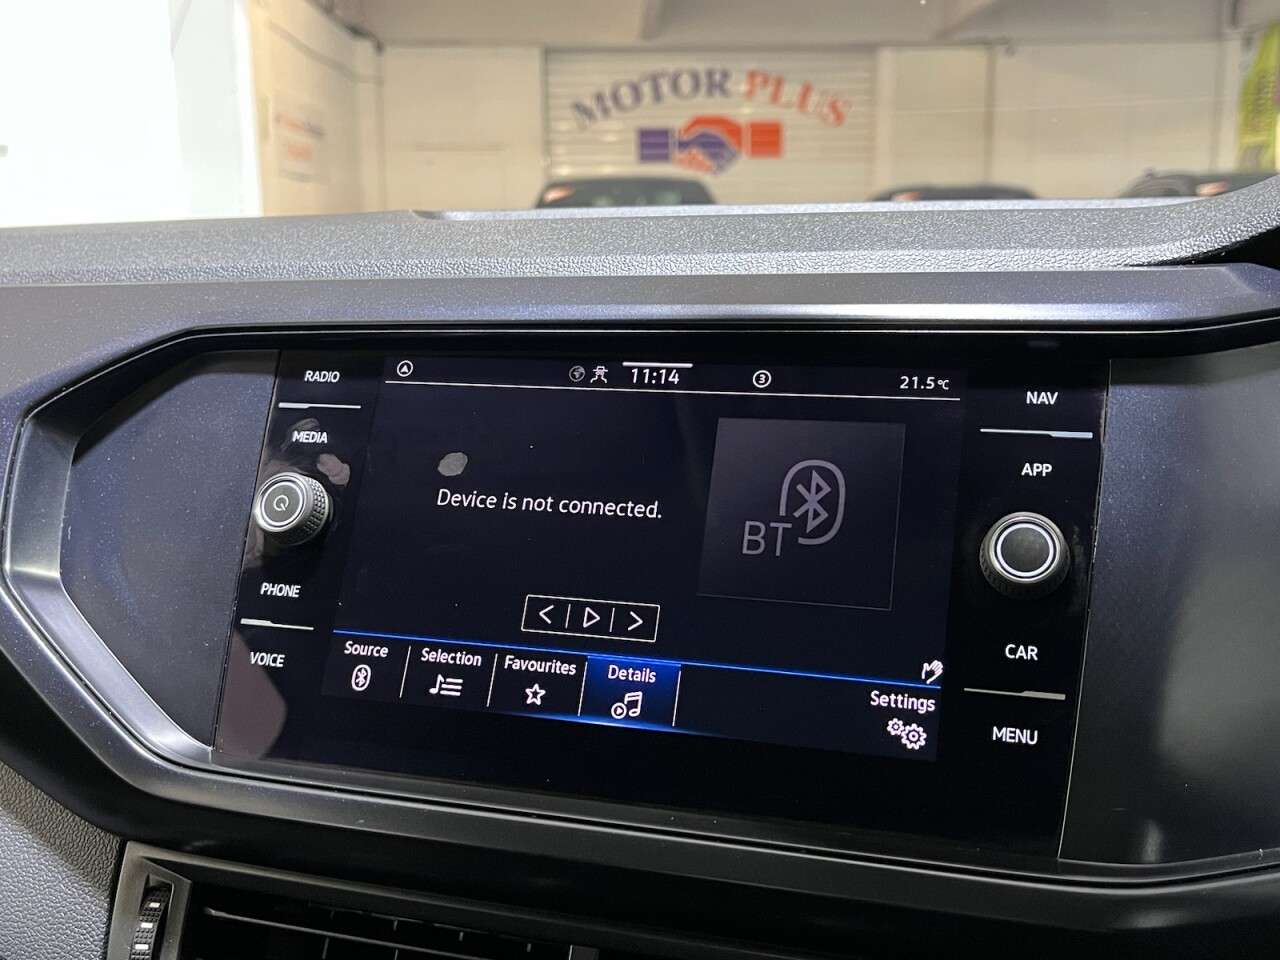 MOTOR PLUS
RADIO
MEDIA
PHONE
VOICE
11:14
3
21.5°C
Device is not connected.
BT
Source
Selection
Favourites
Details
Settings
NAV
APP
CAR
MENU